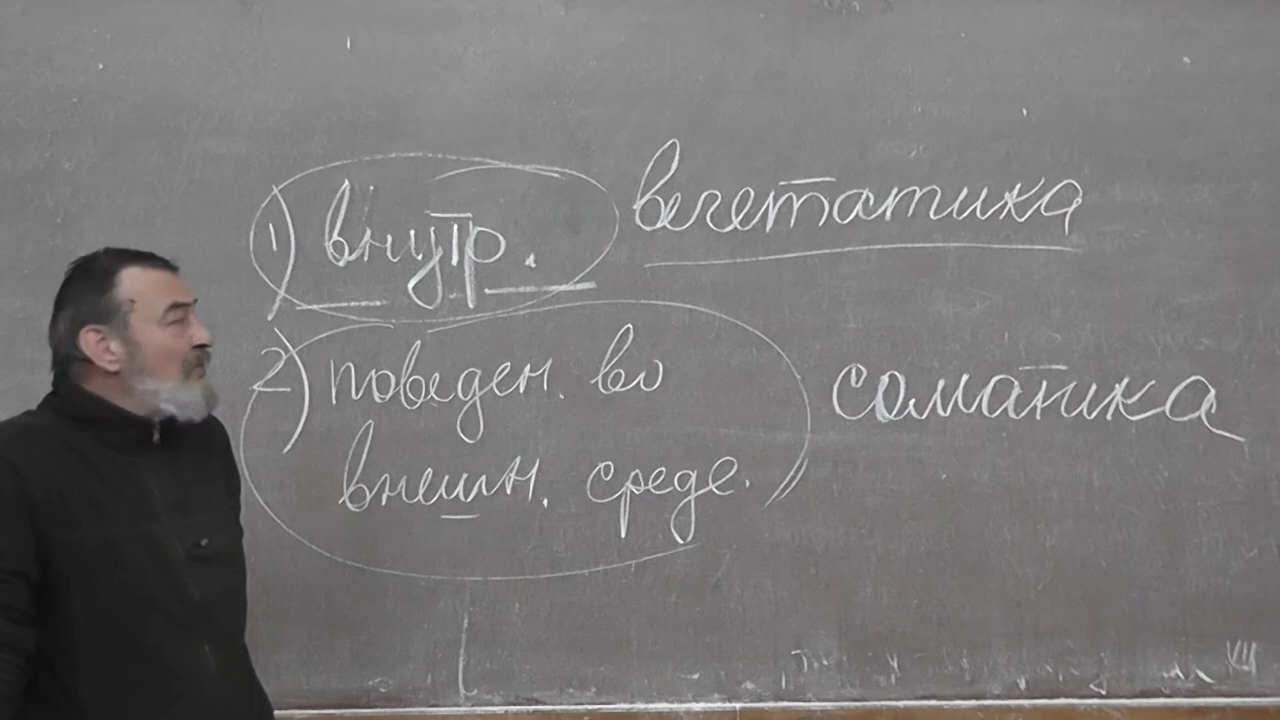 1) внутр. вегетатика
2) поведен. во
соматика
внешн. среде.